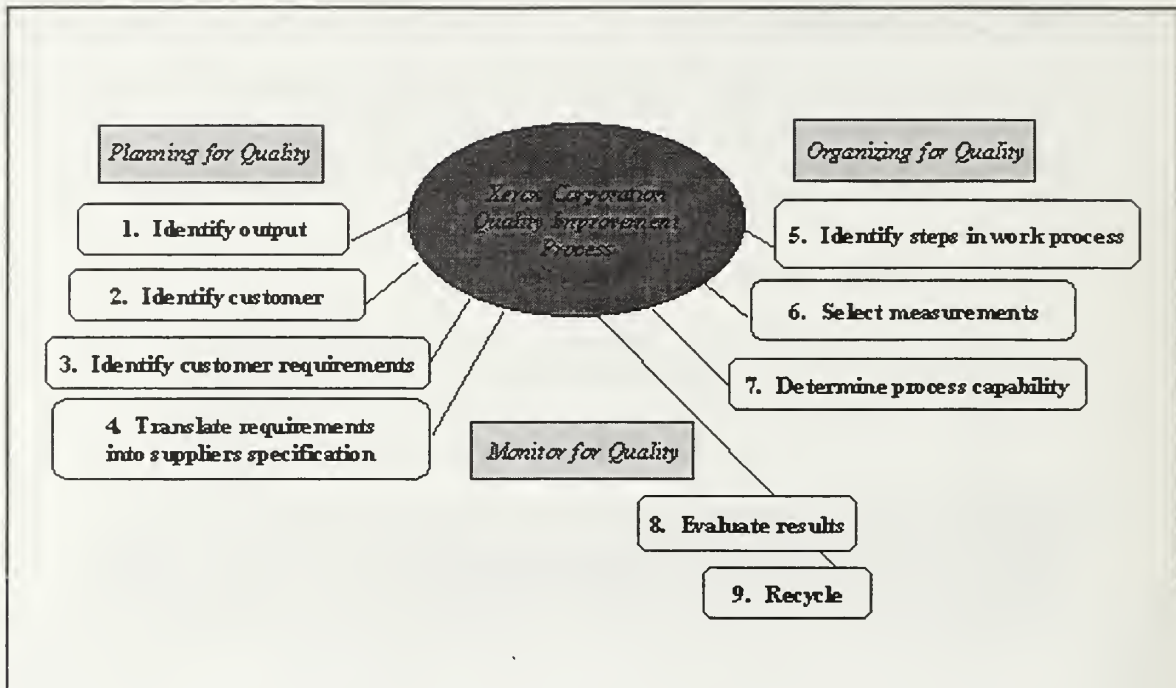 Planning for Quality
1. Identify output
2. Identify customer
3. Identify customer requirements
4. Translate requirements
into suppliers specification
Xerox Corporation
Quality Improvement
Process
Organizing for Quality
5. Identify steps in work process
6. Select measurements
7. Determine process capability
Monitor for Quality
8. Evaluate results
9. Recycle